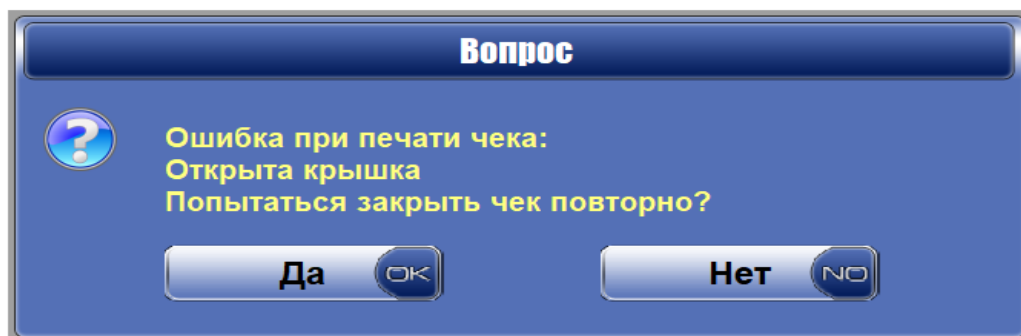 Вопрос
Ошибка при печати чека:
Открыта крышка
Попытаться закрыть чек повторно?
Да OK
Нет NO